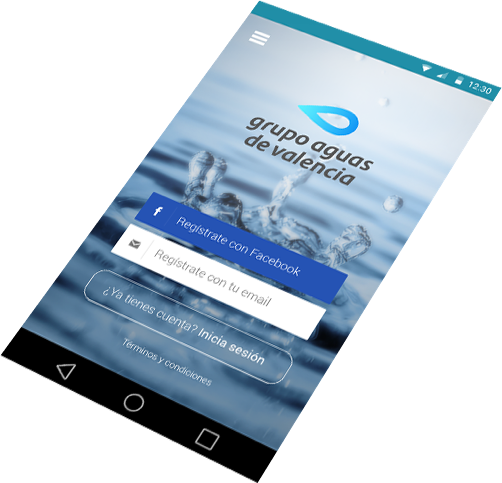 12:30
grupo aguas
de valencia
Regístrate con Facebook
Regístrate con tu email
¿Ya tienes cuenta? Inicia sesión
Términos y condiciones